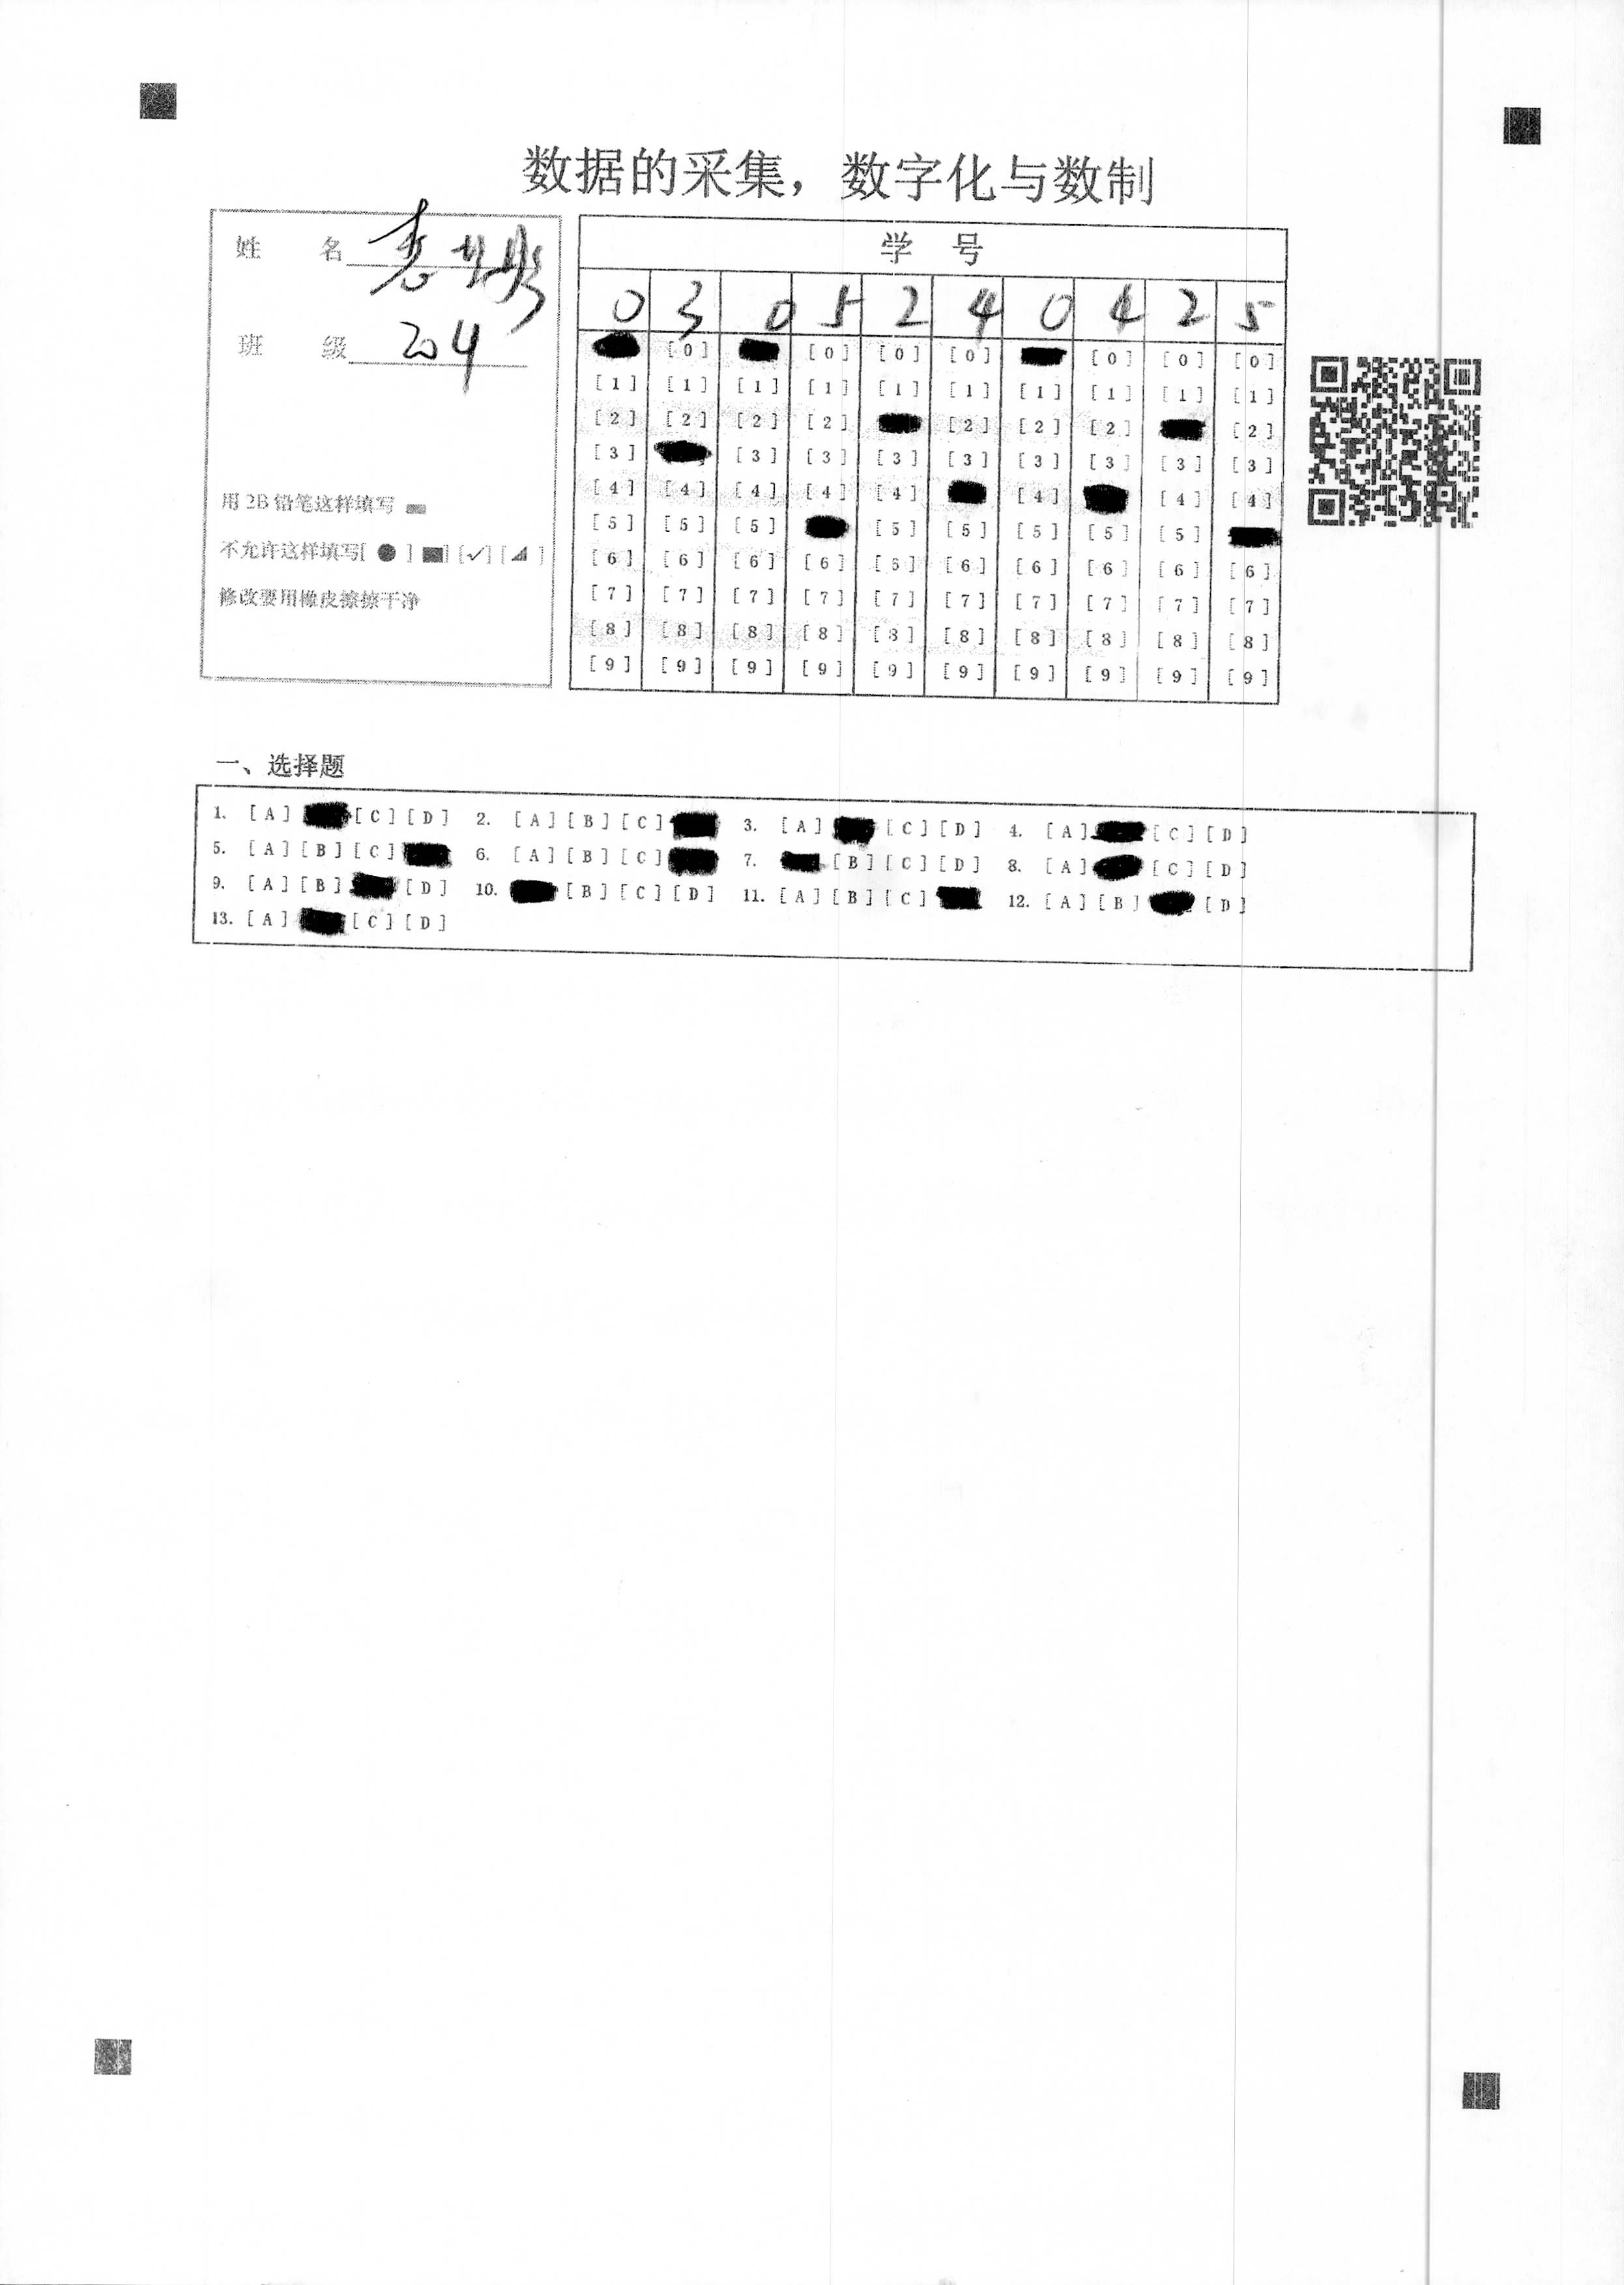 数据的采集，数字化与数制
姓 名
班 级 204
用2B铅笔这样填写
不允许这样填写[ ● ] [■] [✓] [◢ ]
修改要用橡皮擦擦干净
学 号
0 3 0 5 2 4 0 4 2 5
[0] [0] [0] [0] [0] [0] [0]
[1] [1] [1] [1] [1] [1] [1] [1] [1] [1]
[2] [2] [2] [2] [2] [2] [2] [2]
[3] [3] [3] [3] [3] [3] [3] [3] [3]
[4] [4] [4] [4] [4] [4] [4] [4]
[5] [5] [5] [5] [5] [5] [5] [5]
[6] [6] [6] [6] [6] [6] [6] [6] [6] [6]
[7] [7] [7] [7] [7] [7] [7] [7] [7] [7]
[8] [8] [8] [8] [8] [8] [8] [8] [8] [8]
[9] [9] [9] [9] [9] [9] [9] [9] [9] [9]
一、选择题
1. [A] [C] [D] 2. [A] [B] [C] 3. [A] [C] [D] 4. [A] [C] [D]
5. [A] [B] [C] 6. [A] [B] [C] 7. [B] [C] [D] 8. [A] [C] [D]
9. [A] [B] [D] 10. [B] [C] [D] 11. [A] [B] [C] 12. [A] [B] [D]
13. [A] [C] [D]